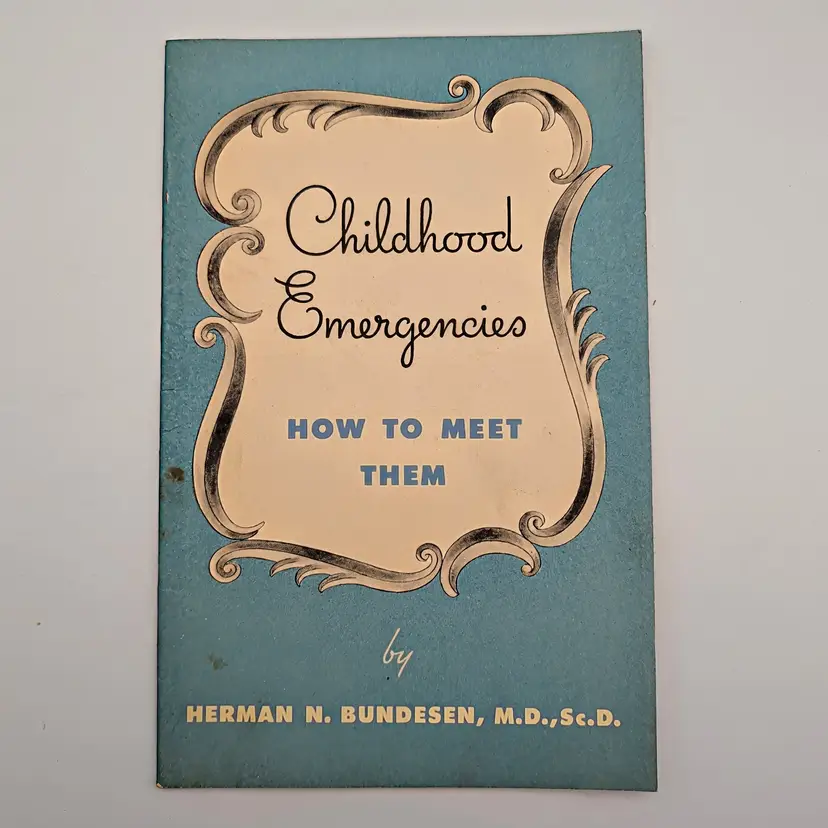 Childhood
Emergencies
HOW TO MEET
THEM
by
HERMAN N. BUNDESEN, M.D., Sc.D.